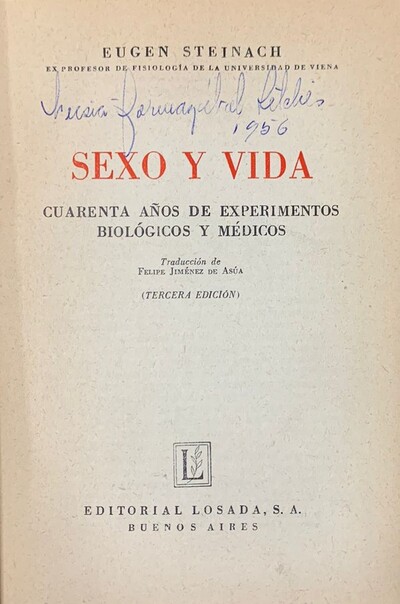 EUGEN STEINACH
EX PROFESOR DE FISIOLOGÍA DE LA UNIVERSIDAD DE VIENA
1956
SEXO Y VIDA
CUARENTA AÑOS DE EXPERIMENTOS
BIOLÓGICOS Y MÉDICOS
Traducción de
FELIPE JIMÉNEZ DE ASÚA
(TERCERA EDICIÓN)
L
EDITORIAL LOSADA, S. A.
BUENOS AIRES